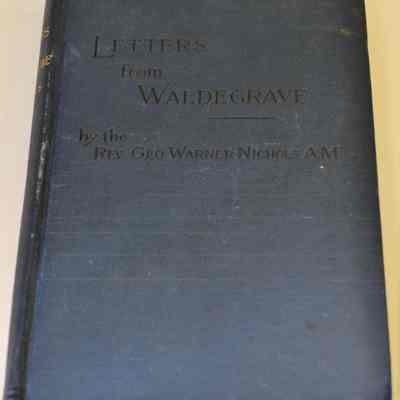 LETTERS
from
WALDEGRAVE
by the
REV. GEO WARNER NICHOLS A.M